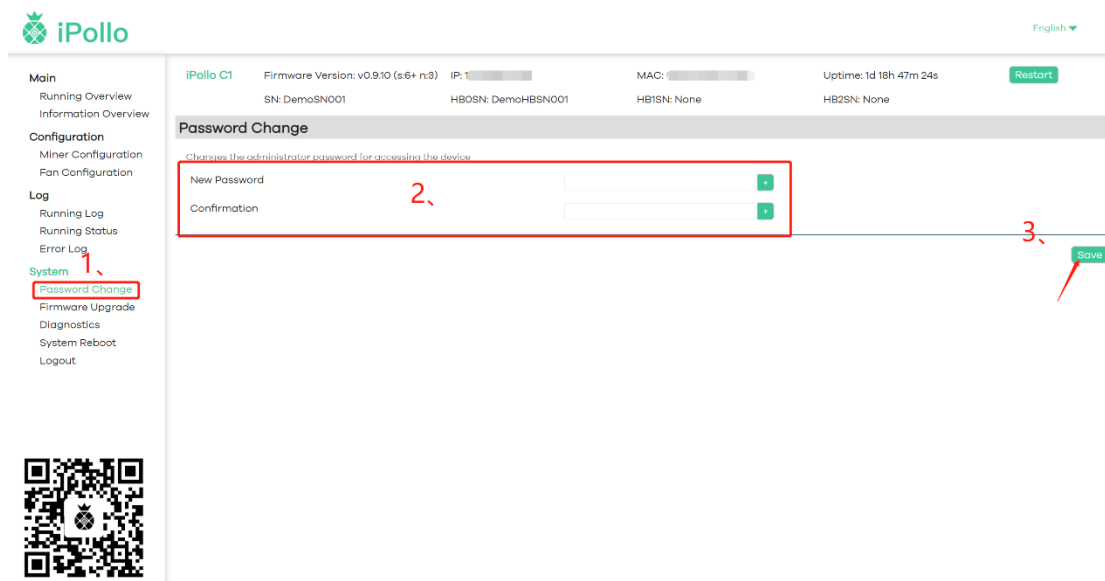 iPollo
English
Main
Running Overview
Information Overview
Configuration
Miner Configuration
Fan Configuration
Log
Running Log
Running Status
Error Log
1、
System
Password Change
Firmware Upgrade
Diagnostics
System Reboot
Logout
iPollo C1 Firmware Version: v0.9.10 (s:6+ n:3) IP: 1 MAC: Uptime: 1d 18h 47m 24s Restart
SN: DemoSN001 HB0SN: DemoHBSN001 HB1SN: None HB2SN: None
Password Change
Changes the administrator password for accessing the device
New Password +
2、
Confirmation +
3、
Save